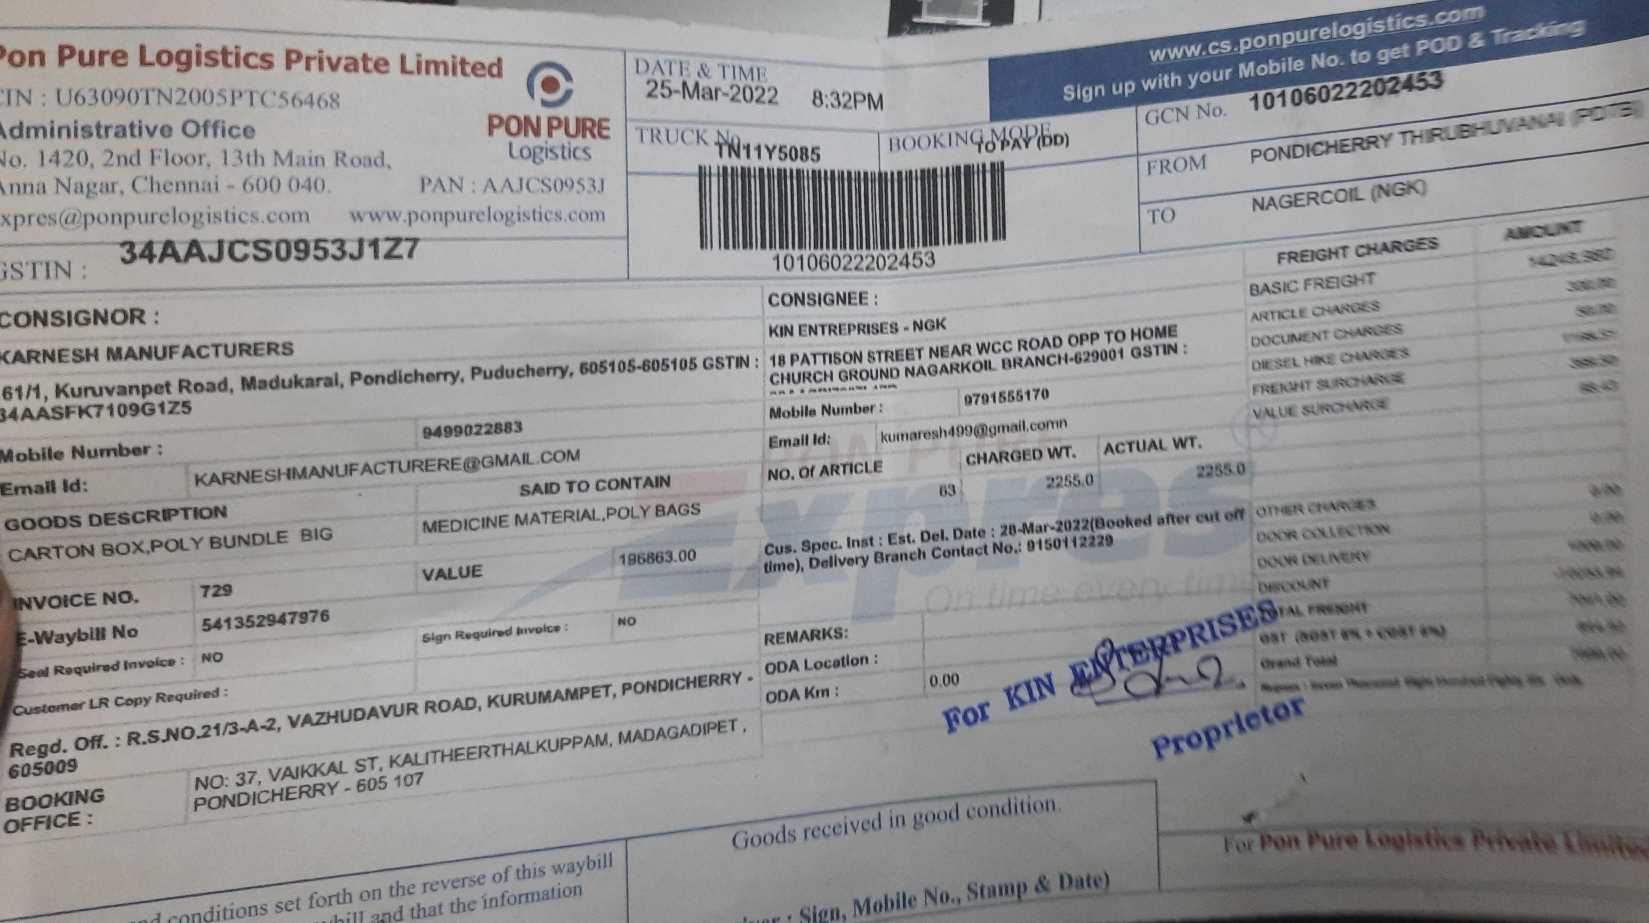 Pon Pure Logistics Private Limited
CIN : U63090TN2005PTC56468
Administrative Office
No. 1420, 2nd Floor, 13th Main Road,
Anna Nagar, Chennai - 600 040.
PAN : AAJCS0953J
expres@ponpurelogistics.com www.ponpurelogistics.com
GSTIN : 34AAJCS0953J1Z7
PON PURE
Logistics
DATE & TIME
25-Mar-2022 8:32PM
TRUCK No.
TN11Y5085
BOOKING MODE
TO PAY (DD)
10106022202453
www.cs.ponpurelogistics.com
Sign up with your Mobile No. to get POD & Tracking
GCN No. 10106022202453
FROM PONDICHERRY THIRUBHUVANAI
TO NAGERCOIL (NGK)
CONSIGNOR :
KARNESH MANUFACTURERS
61/1, Kuruvanpet Road, Madukarai, Pondicherry, Puducherry, 605105-605105 GSTIN :
34AASFK7109G1Z5
Mobile Number : 9499022883
Email Id: KARNESHMANUFACTURERE@GMAIL.COM
CONSIGNEE :
KIN ENTREPRISES - NGK
18 PATTISON STREET NEAR WCC ROAD OPP TO HOME
CHURCH GROUND NAGARKOIL BRANCH-629001 GSTIN :
Mobile Number : 9791555170
Email Id: kumaresh499@gmail.comn
GOODS DESCRIPTION
SAID TO CONTAIN
CARTON BOX,POLY BUNDLE BIG
MEDICINE MATERIAL,POLY BAGS
NO. Of ARTICLE CHARGED WT. ACTUAL WT.
63 2255.0 2255.0
INVOICE NO. 729
VALUE 196863.00
E-Waybill No 541352947976
Seal Required Invoice : NO
Sign Required Invoice : NO
Customer LR Copy Required :
Cus. Spec. Inst : Est. Del. Date : 28-Mar-2022(Booked after cut off
time), Delivery Branch Contact No.: 9150112229
REMARKS:
ODA Location :
ODA Km : 0.00
PON PURE
Expres
On time every time
Regd. Off. : R.S.NO.21/3-A-2, VAZHUDAVUR ROAD, KURUMAMPET, PONDICHERRY -
605009
BOOKING
OFFICE :
NO: 37, VAIKKAL ST, KALITHEERTHALKUPPAM, MADAGADIPET ,
PONDICHERRY - 605 107
FREIGHT CHARGES AMOUNT
BASIC FREIGHT
ARTICLE CHARGES
DOCUMENT CHARGES
DIESEL HIKE CHARGES
FREIGHT SURCHARGE
VALUE SURCHARGE
OTHER CHARGES 0.00
DOOR COLLECTION 0.00
DOOR DELIVERY
DISCOUNT
FREIGHT
Grand Total
For KIN ENTERPRISES
Proprietor
Goods received in good condition.
Sign, Mobile No., Stamp & Date)
For Pon Pure Logistics Private Limited
conditions set forth on the reverse of this waybill
and that the information